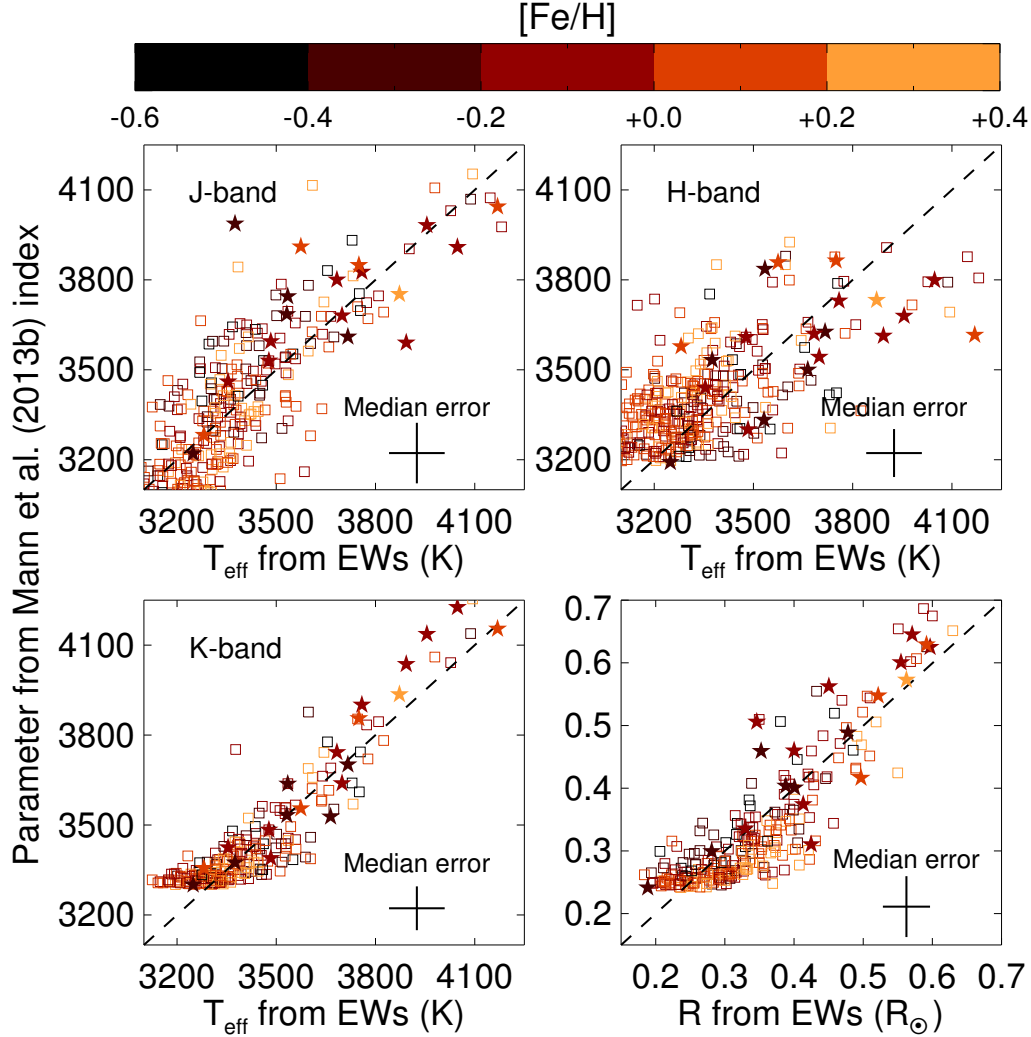 [Fe/H]
-0.6 -0.4 -0.2 +0.0 +0.2 +0.4
Parameter from Mann et al. (2013b) index
J-band
4100
3800
3500
3200
Median error
3200 3500 3800 4100
T_eff from EWs (K)
H-band
4100
3800
3500
3200
Median error
3200 3500 3800 4100
T_eff from EWs (K)
K-band
4100
3800
3500
3200
Median error
3200 3500 3800 4100
T_eff from EWs (K)
0.7
0.6
0.5
0.4
0.3
0.2
Median error
0.2 0.3 0.4 0.5 0.6 0.7
R from EWs (R_⊙)